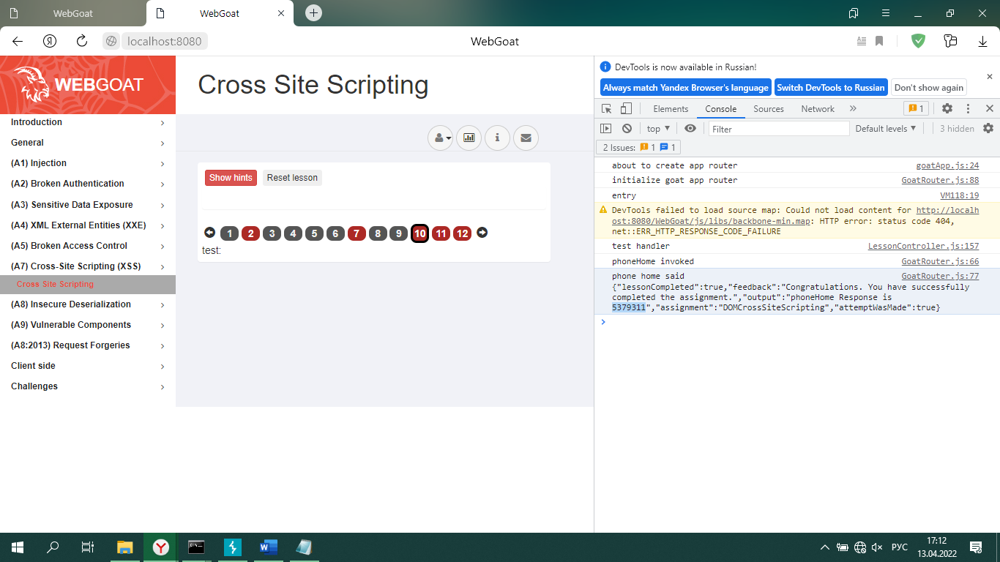 WebGoat
WebGoat
Я
localhost:8080
WebGoat
WEBGOAT
Introduction
General
(A1) Injection
(A2) Broken Authentication
(A3) Sensitive Data Exposure
(A4) XML External Entities (XXE)
(A5) Broken Access Control
(A7) Cross-Site Scripting (XSS)
Cross Site Scripting
(A8) Insecure Deserialization
(A9) Vulnerable Components
(A8:2013) Request Forgeries
Client side
Challenges
Cross Site Scripting
Show hints
Reset lesson
1 2 3 4 5 6 7 8 9 10 11 12
test:
DevTools is now available in Russian!
Always match Yandex Browser's language
Switch DevTools to Russian
Don't show again
Elements Console Sources Network » 1
top Filter Default levels 3 hidden
2 Issues: 1 1
about to create app router goatApp.js:24
initialize goat app router GoatRouter.js:88
entry VM118:19
DevTools failed to load source map: Could not load content for http://localh
ost:8080/WebGoat/js/libs/backbone-min.map: HTTP error: status code 404,
net::ERR_HTTP_RESPONSE_CODE_FAILURE
test handler LessonController.js:157
phoneHome invoked GoatRouter.js:66
phone home said GoatRouter.js:77
{"lessonCompleted":true,"feedback":"Congratulations. You have successfully
completed the assignment.","output":"phoneHome Response is
5379311","assignment":"DOMCrossSiteScripting","attemptWasMade":true}
РУС
17:12
13.04.2022